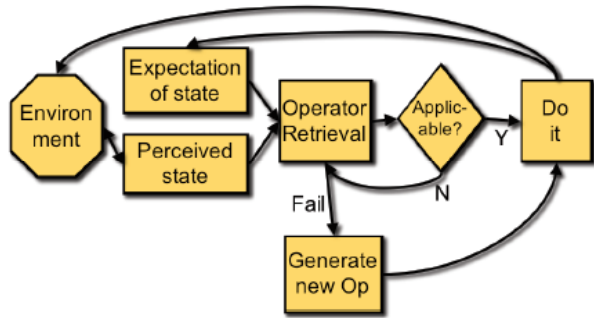 Environ
ment
Expectation
of state
Perceived
state
Operator
Retrieval
Applic-
able?
Y
N
Do
it
Fail
Generate
new Op